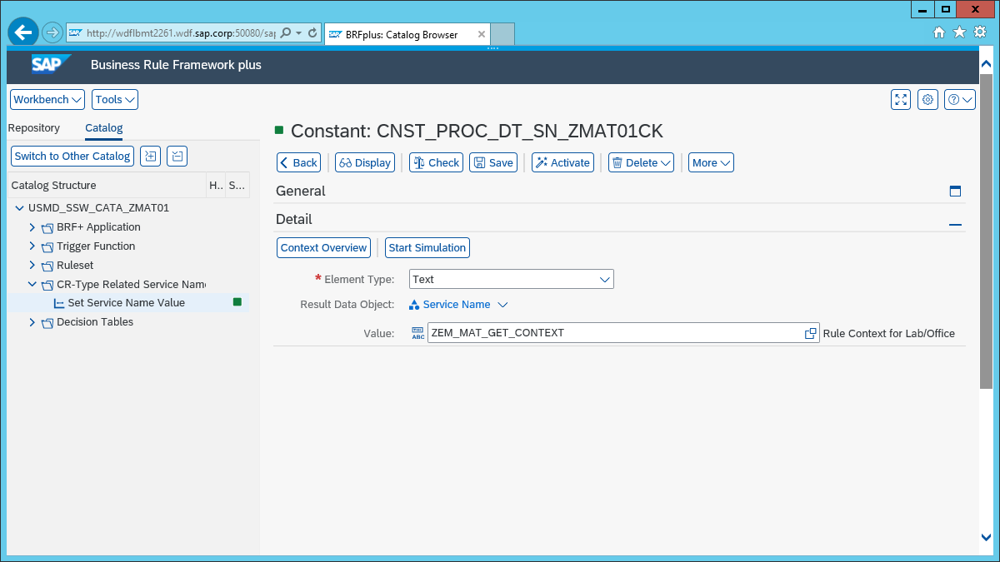 http://wdflbmt2261.wdf.sap.corp:50080/sap
SAP BRFplus: Catalog Browser
SAP Business Rule Framework plus
Workbench Tools
Repository Catalog
Constant: CNST_PROC_DT_SN_ZMAT01CK
Switch to Other Catalog
Back Display Check Save Activate Delete More
Catalog Structure H.. S...
General
USMD_SSW_CATA_ZMAT01
Detail
BRF+ Application
Trigger Function
Context Overview Start Simulation
Ruleset
* Element Type: Text
CR-Type Related Service Name
Set Service Name Value
Result Data Object: Service Name
Decision Tables
Value: ABC ZEM_MAT_GET_CONTEXT Rule Context for Lab/Office